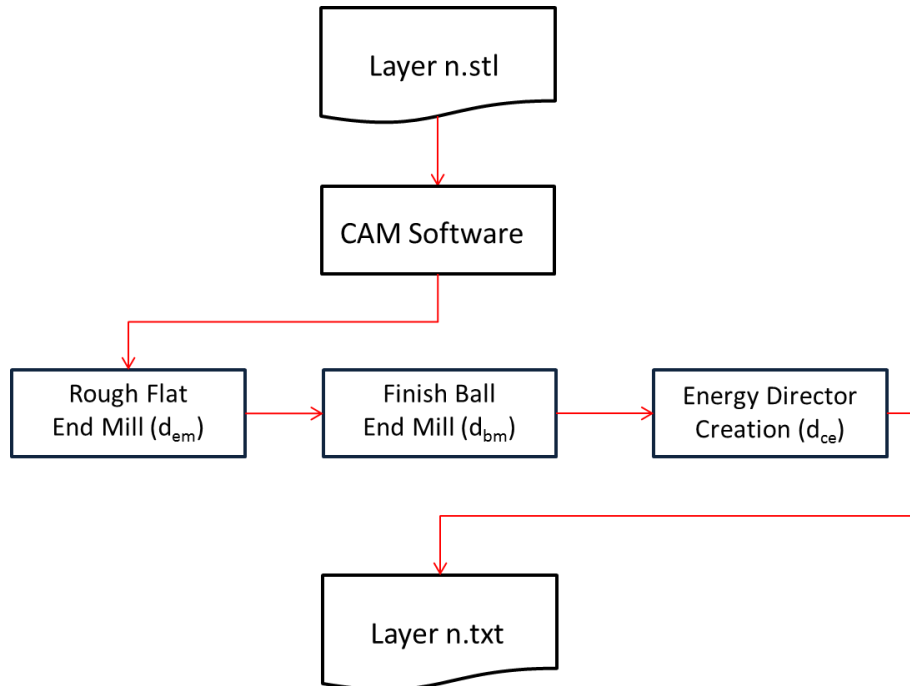 Layer n.stl
CAM Software
Rough Flat
End Mill (dem)
Finish Ball
End Mill (dbm)
Energy Director
Creation (dce)
Layer n.txt